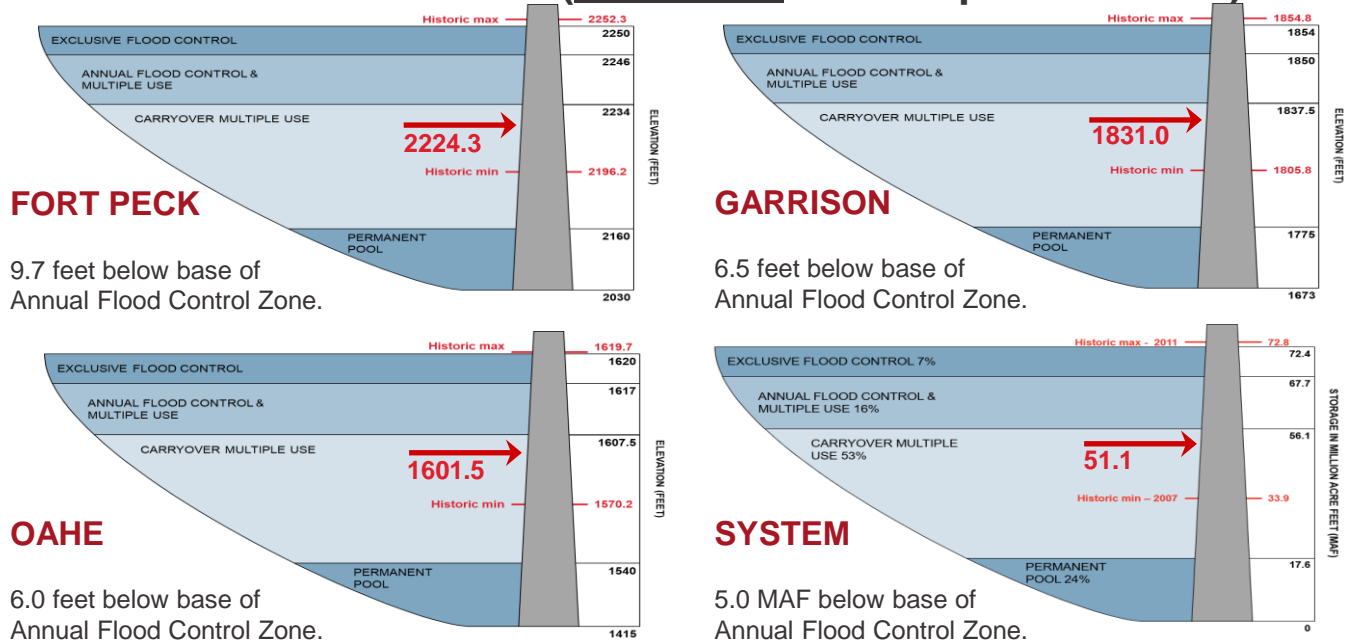 Historic max
2252.3
2250
EXCLUSIVE FLOOD CONTROL
2246
ANNUAL FLOOD CONTROL &
MULTIPLE USE
2234
CARRYOVER MULTIPLE USE
2224.3
Historic min
2196.2
ELEVATION (FEET)
FORT PECK
2160
PERMANENT
POOL
9.7 feet below base of
Annual Flood Control Zone.
2030
Historic max
1854.8
1854
EXCLUSIVE FLOOD CONTROL
1850
ANNUAL FLOOD CONTROL &
MULTIPLE USE
1837.5
CARRYOVER MULTIPLE USE
1831.0
Historic min
1805.8
ELEVATION (FEET)
GARRISON
1775
PERMANENT
POOL
6.5 feet below base of
Annual Flood Control Zone.
1673
Historic max
1619.7
1620
EXCLUSIVE FLOOD CONTROL
1617
ANNUAL FLOOD CONTROL &
MULTIPLE USE
1607.5
CARRYOVER MULTIPLE USE
1601.5
Historic min
1570.2
ELEVATION (FEET)
OAHE
1540
PERMANENT
POOL
6.0 feet below base of
Annual Flood Control Zone.
1415
Historic max - 2011
72.8
72.4
EXCLUSIVE FLOOD CONTROL 7%
67.7
ANNUAL FLOOD CONTROL &
MULTIPLE USE 16%
56.1
CARRYOVER MULTIPLE
USE 53%
51.1
Historic min – 2007
33.9
STORAGE IN MILLION ACRE FEET (MAF)
SYSTEM
17.6
PERMANENT
POOL 24%
5.0 MAF below base of
Annual Flood Control Zone.
0